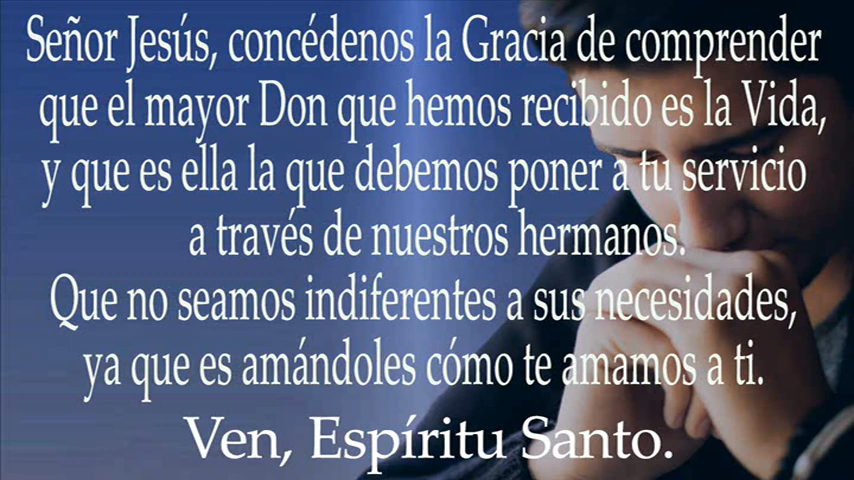 Señor Jesús, concédenos la Gracia de comprender
que el mayor Don que hemos recibido es la Vida,
y que es ella la que debemos poner a tu servicio
a través de nuestros hermanos.
Que no seamos indiferentes a sus necesidades,
ya que es amándoles cómo te amamos a ti.
Ven, Espíritu Santo.